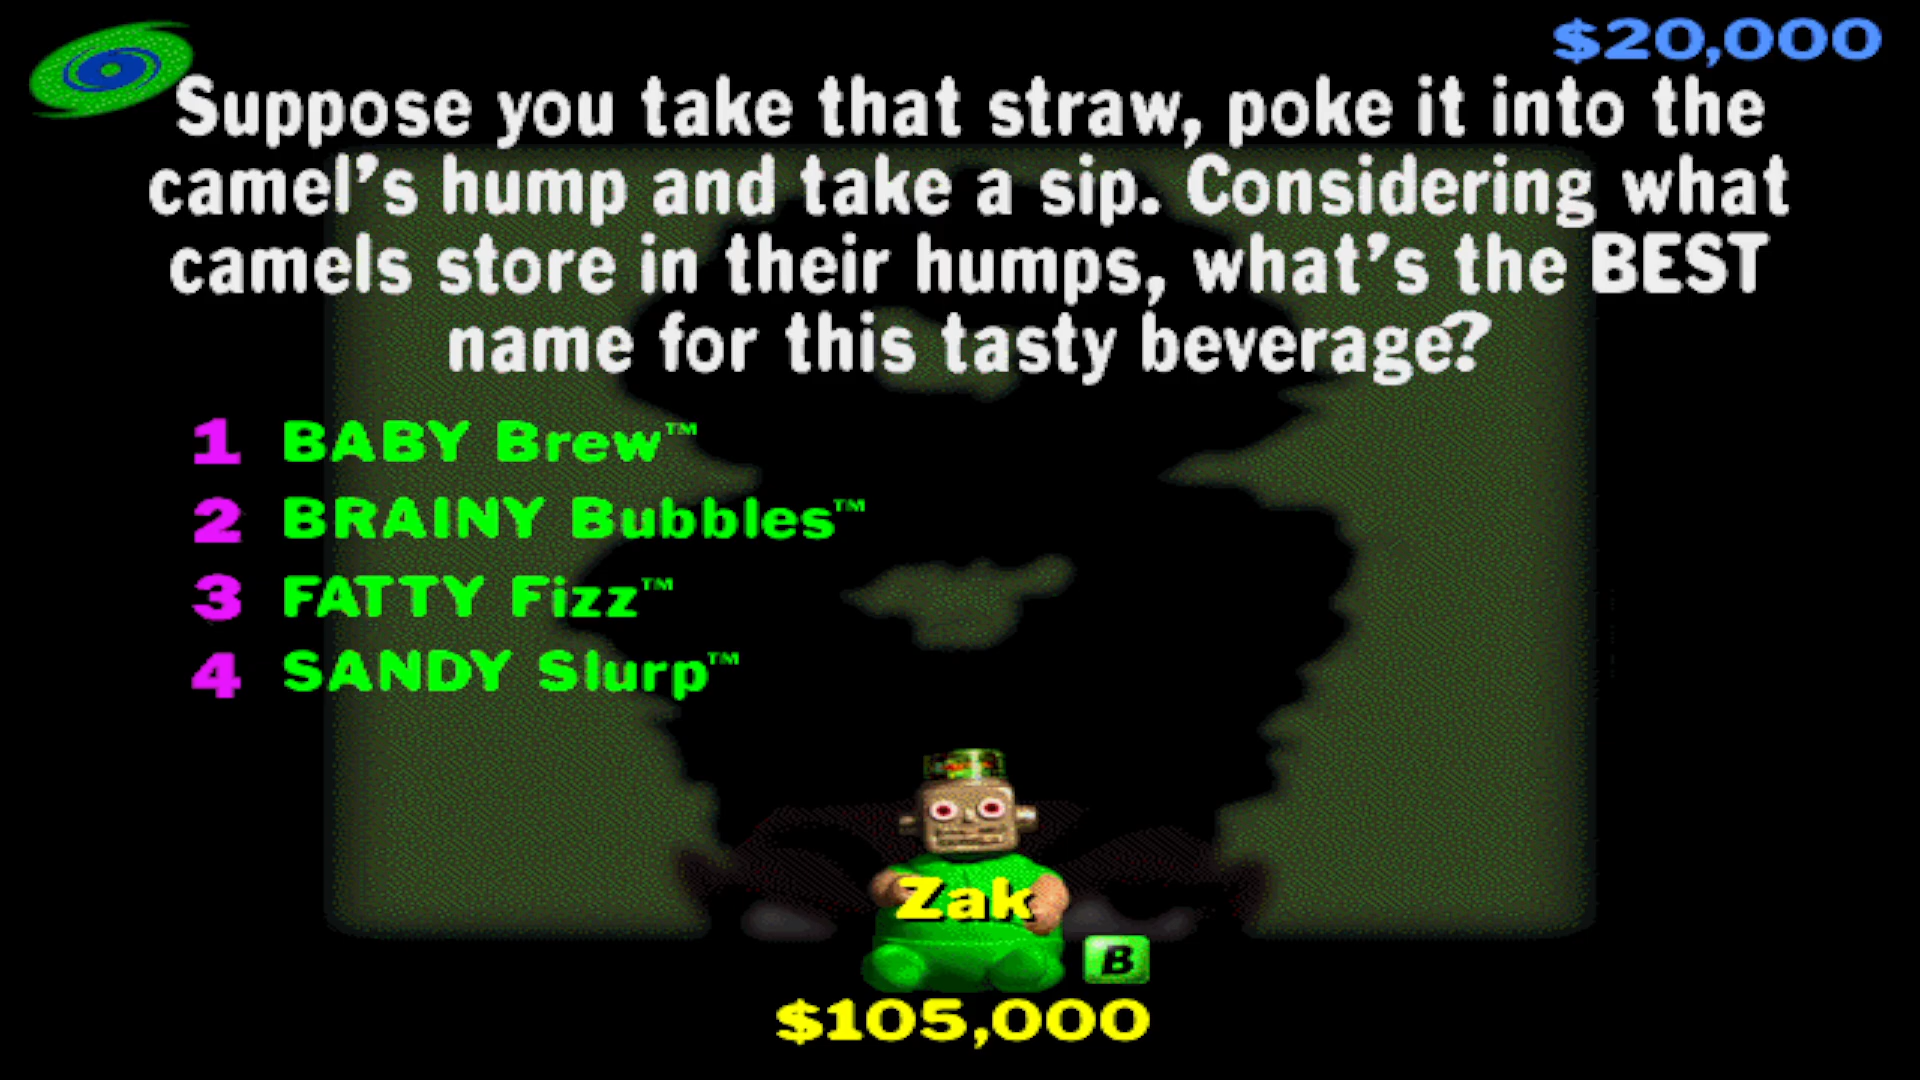 $20,000
Suppose you take that straw, poke it into the
camel's hump and take a sip. Considering what
camels store in their humps, what's the BEST
name for this tasty beverage?
1 BABY Brew™
2 BRAINY Bubbles™
3 FATTY Fizz™
4 SANDY Slurp™
Zak
B
$105,000